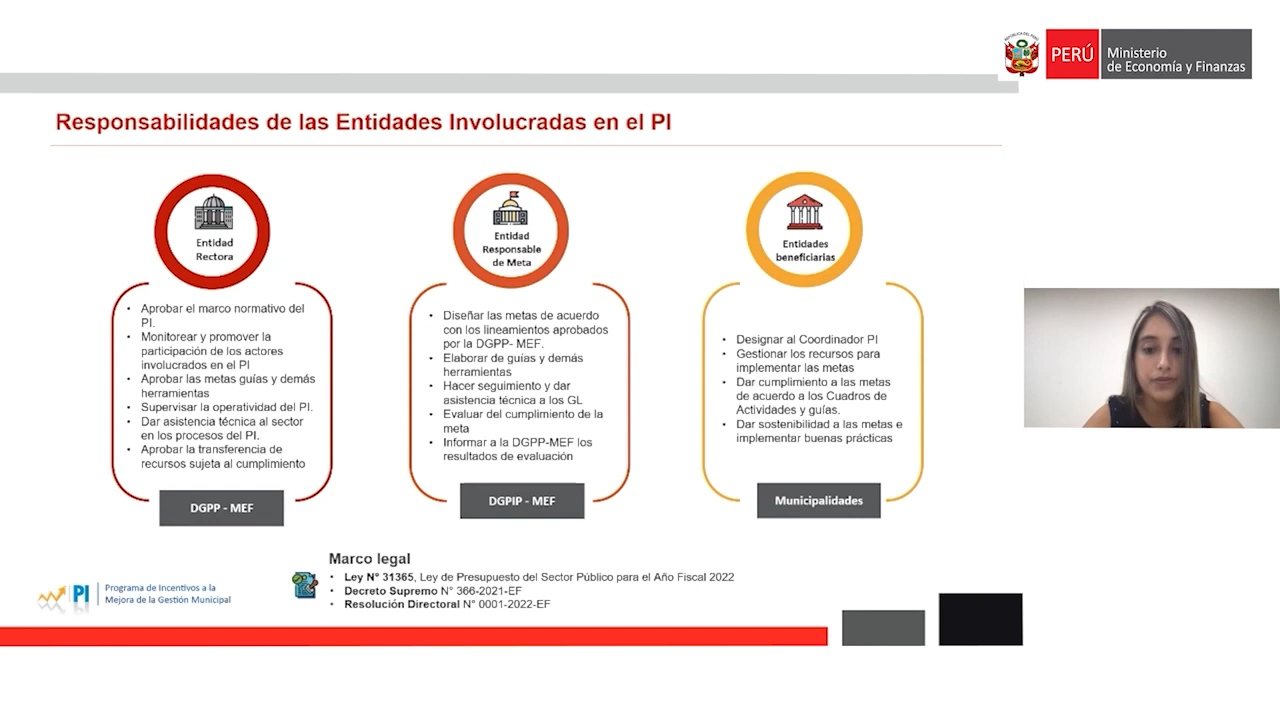 PERÚ
Ministerio
de Economía y Finanzas
Responsabilidades de las Entidades Involucradas en el PI
Entidad
Rectora
• Aprobar el marco normativo del
PI.
• Monitorear y promover la
participación de los actores
involucrados en el PI
• Aprobar las metas guías y demás
herramientas
• Supervisar la operatividad del PI.
• Dar asistencia técnica al sector
en los procesos del PI.
• Aprobar la transferencia de
recursos sujeta al cumplimiento
DGPP - MEF
Entidad
Responsable
de Meta
• Diseñar las metas de acuerdo
con los lineamientos aprobados
por la DGPP- MEF.
• Elaborar de guías y demás
herramientas
• Hacer seguimiento y dar
asistencia técnica a los GL
• Evaluar del cumplimiento de la
meta
• Informar a la DGPP-MEF los
resultados de evaluación
DGPIP - MEF
Entidades
beneficiarias
• Designar al Coordinador PI
• Gestionar los recursos para
implementar las metas
• Dar cumplimiento a las metas
de acuerdo a los Cuadros de
Actividades y guías.
• Dar sostenibilidad a las metas e
implementar buenas prácticas
Municipalidades
Marco legal
• Ley N° 31365, Ley de Presupuesto del Sector Público para el Año Fiscal 2022
• Decreto Supremo N° 366-2021-EF
• Resolución Directoral N° 0001-2022-EF
PI
Programa de Incentivos a la
Mejora de la Gestión Municipal